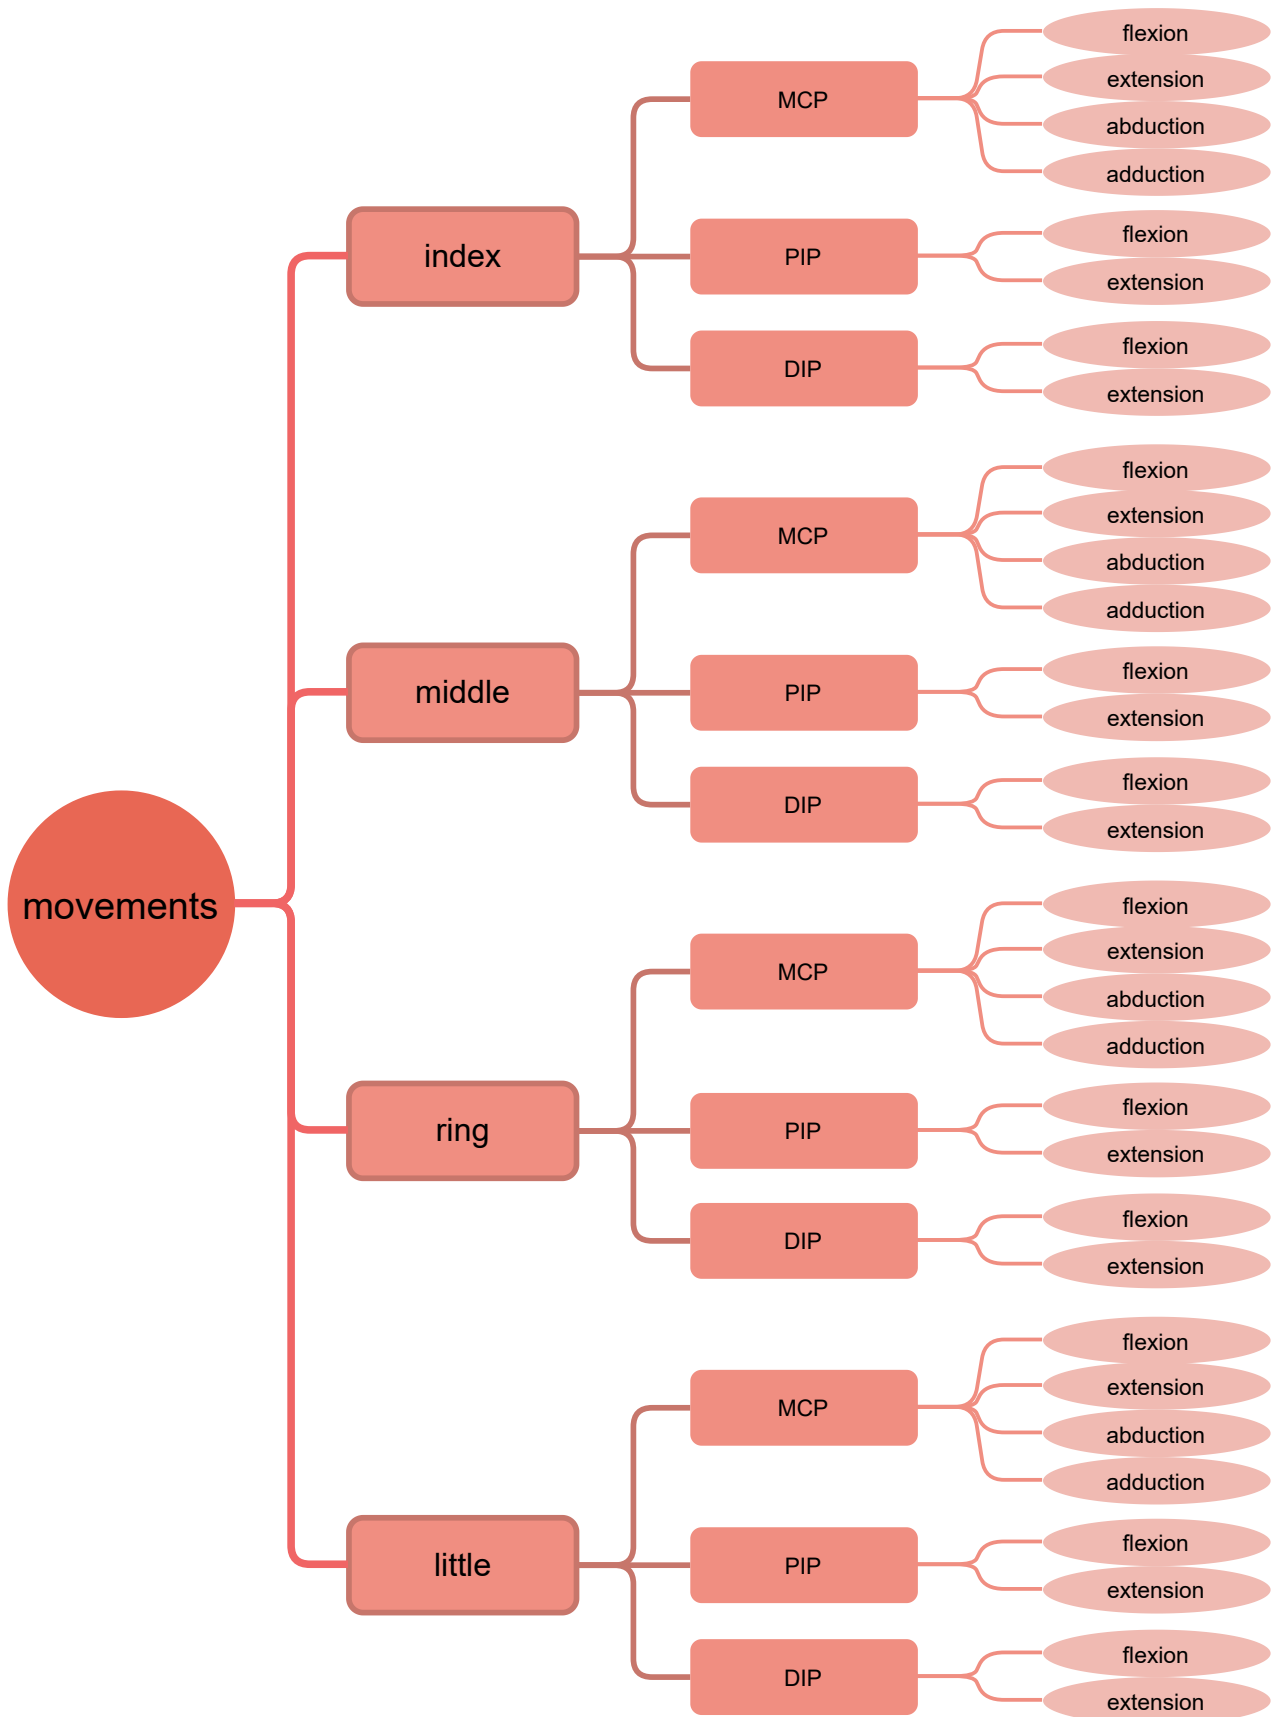 movements
index
MCP
flexion
extension
abduction
adduction
PIP
flexion
extension
DIP
flexion
extension
middle
MCP
flexion
extension
abduction
adduction
PIP
flexion
extension
DIP
flexion
extension
ring
MCP
flexion
extension
abduction
adduction
PIP
flexion
extension
DIP
flexion
extension
little
MCP
flexion
extension
abduction
adduction
PIP
flexion
extension
DIP
flexion
extension